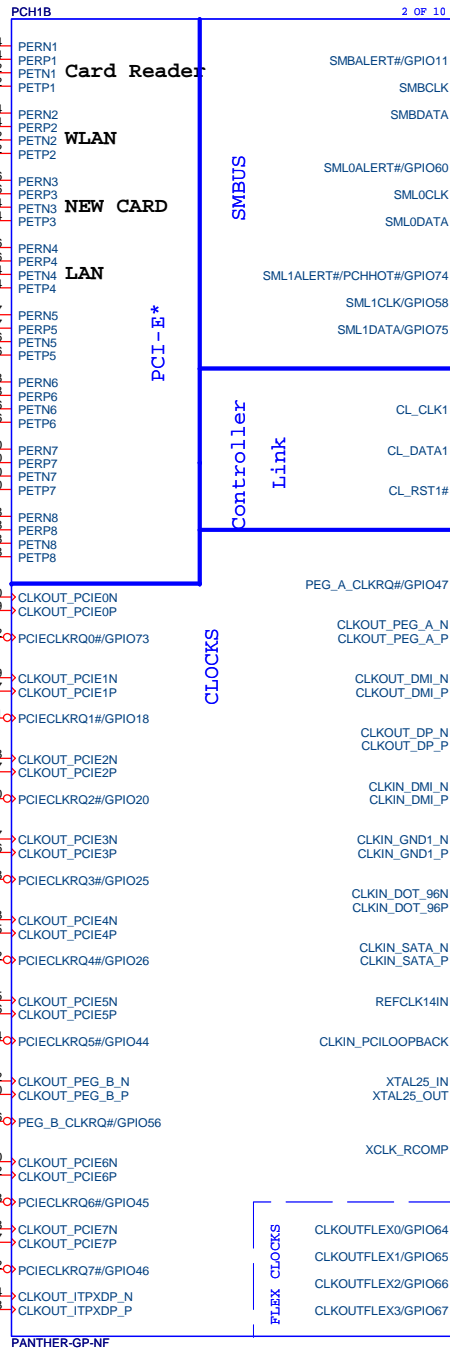 PCH1B
2 OF 10
PERN1
PERP1
PETN1
PETP1
Card Reader
PERN2
PERP2
PETN2
PETP2
WLAN
PERN3
PERP3
PETN3
PETP3
NEW CARD
PERN4
PERP4
PETN4
PETP4
LAN
PERN5
PERP5
PETN5
PETP5
PERN6
PERP6
PETN6
PETP6
PERN7
PERP7
PETN7
PETP7
PERN8
PERP8
PETN8
PETP8
PCI-E*
SMBUS
SMBALERT#/GPIO11
SMBCLK
SMBDATA
SML0ALERT#/GPIO60
SML0CLK
SML0DATA
SML1ALERT#/PCHHOT#/GPIO74
SML1CLK/GPIO58
SML1DATA/GPIO75
Controller
Link
CL_CLK1
CL_DATA1
CL_RST1#
CLOCKS
CLKOUT_PCIE0N
CLKOUT_PCIE0P
PCIECLKRQ0#/GPIO73
CLKOUT_PCIE1N
CLKOUT_PCIE1P
PCIECLKRQ1#/GPIO18
CLKOUT_PCIE2N
CLKOUT_PCIE2P
PCIECLKRQ2#/GPIO20
CLKOUT_PCIE3N
CLKOUT_PCIE3P
PCIECLKRQ3#/GPIO25
CLKOUT_PCIE4N
CLKOUT_PCIE4P
PCIECLKRQ4#/GPIO26
CLKOUT_PCIE5N
CLKOUT_PCIE5P
PCIECLKRQ5#/GPIO44
CLKOUT_PEG_B_N
CLKOUT_PEG_B_P
PEG_B_CLKRQ#/GPIO56
CLKOUT_PCIE6N
CLKOUT_PCIE6P
PCIECLKRQ6#/GPIO45
CLKOUT_PCIE7N
CLKOUT_PCIE7P
PCIECLKRQ7#/GPIO46
CLKOUT_ITPXDP_N
CLKOUT_ITPXDP_P
PEG_A_CLKRQ#/GPIO47
CLKOUT_PEG_A_N
CLKOUT_PEG_A_P
CLKOUT_DMI_N
CLKOUT_DMI_P
CLKOUT_DP_N
CLKOUT_DP_P
CLKIN_DMI_N
CLKIN_DMI_P
CLKIN_GND1_N
CLKIN_GND1_P
CLKIN_DOT_96N
CLKIN_DOT_96P
CLKIN_SATA_N
CLKIN_SATA_P
REFCLK14IN
CLKIN_PCILOOPBACK
XTAL25_IN
XTAL25_OUT
XCLK_RCOMP
FLEX CLOCKS
CLKOUTFLEX0/GPIO64
CLKOUTFLEX1/GPIO65
CLKOUTFLEX2/GPIO66
CLKOUTFLEX3/GPIO67
PANTHER-GP-NF